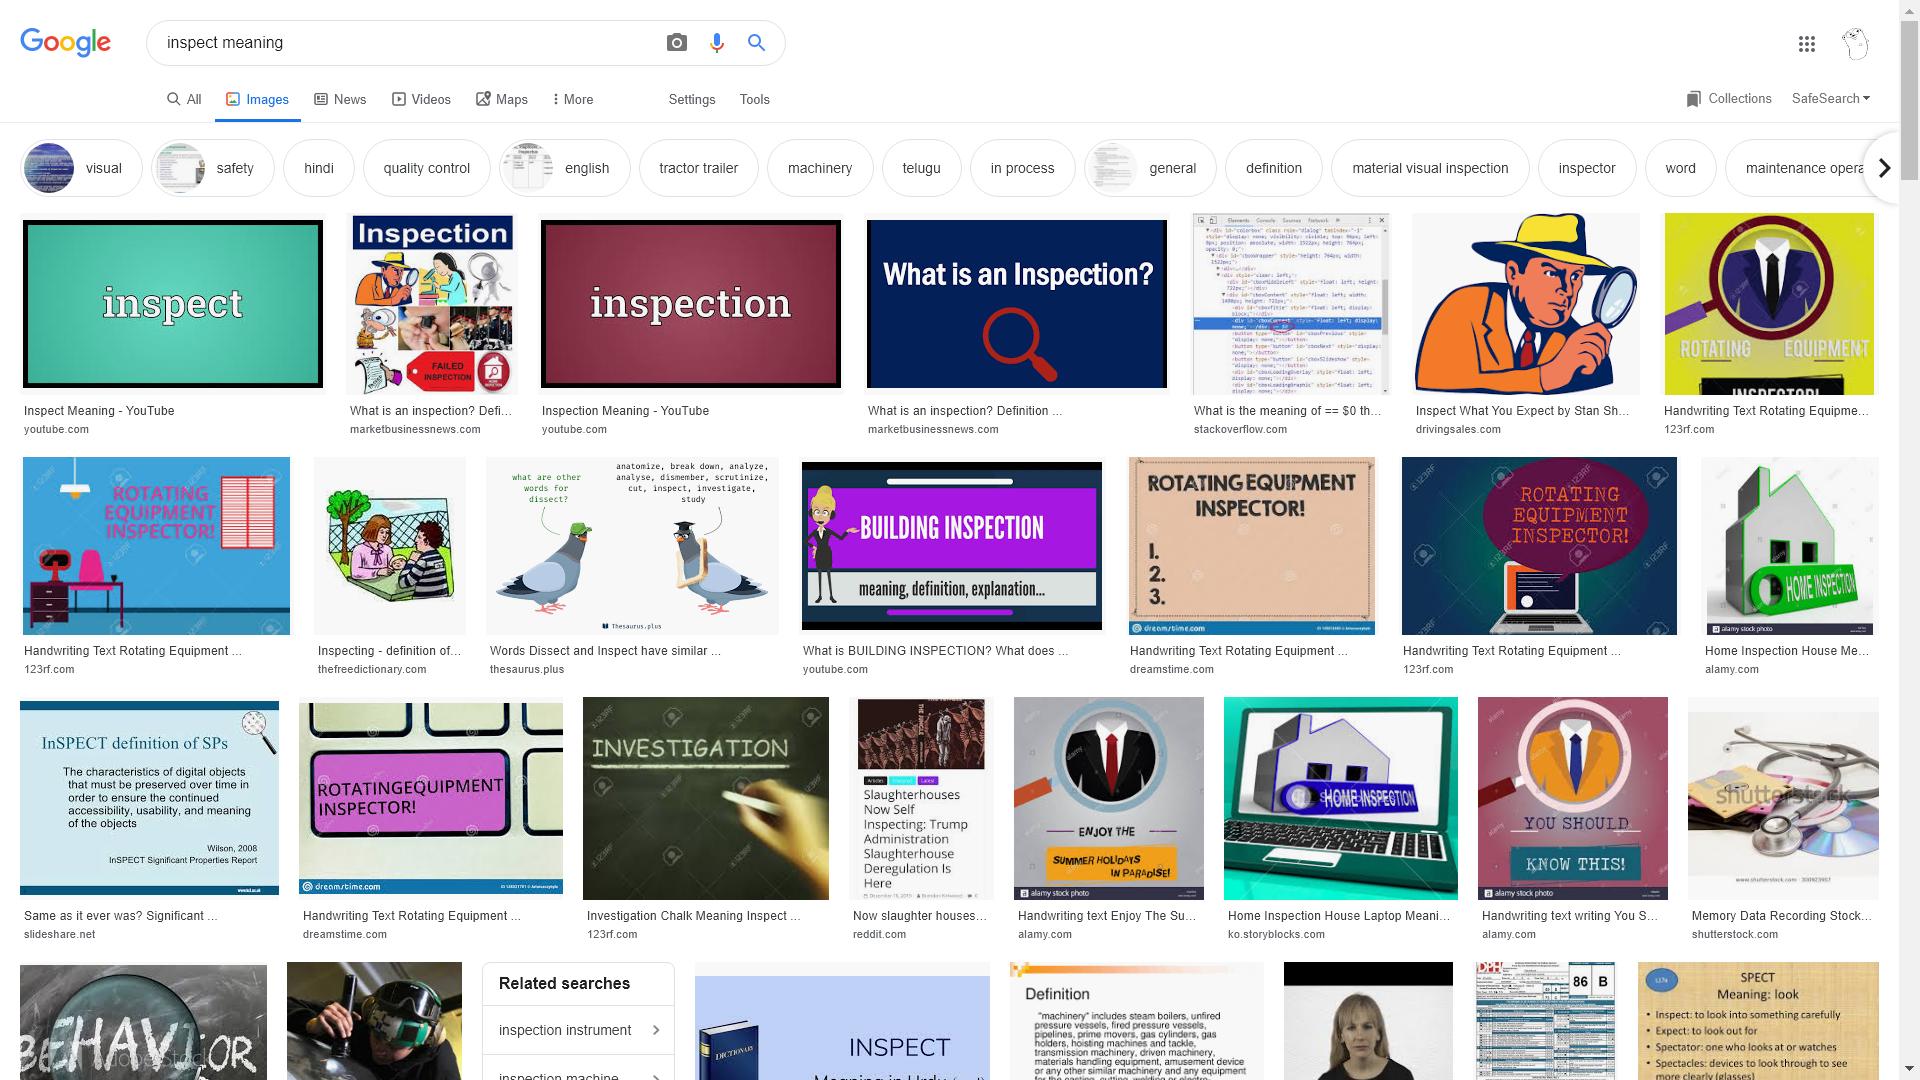 Google
inspect meaning
All
Images
News
Videos
Maps
More
Settings
Tools
Collections
SafeSearch
visual
safety
hindi
quality control
english
tractor trailer
machinery
telugu
in process
general
definition
material visual inspection
inspector
word
maintenance opera
inspect
Inspection
FAILED
INSPECTION
inspection
What is an Inspection?
ROTATING EQUIPMENT
INSPECTOR!
Inspect Meaning - YouTube
youtube.com
What is an inspection? Defi...
marketbusinessnews.com
Inspection Meaning - YouTube
youtube.com
What is an inspection? Definition ...
marketbusinessnews.com
What is the meaning of == $0 th...
stackoverflow.com
Inspect What You Expect by Stan Sh...
drivingsales.com
Handwriting Text Rotating Equipme...
123rf.com
ROTATING
EQUIPMENT
INSPECTOR!
what are other
words for
dissect?
anatomize, break down, analyze,
analyse, dismember, scrutinize,
cut, inspect, investigate,
study
Thesaurus.plus
BUILDING INSPECTION
meaning, definition, explanation...
ROTATING EQUIPMENT
INSPECTOR!
1.
2.
3.
dreamstime.com
ROTATING
EQUIPMENT
INSPECTOR!
HOME INSPECTION
alamy stock photo
Handwriting Text Rotating Equipment ...
123rf.com
Inspecting - definition of...
thefreedictionary.com
Words Dissect and Inspect have similar ...
thesaurus.plus
What is BUILDING INSPECTION? What does ...
youtube.com
Handwriting Text Rotating Equipment ...
dreamstime.com
Handwriting Text Rotating Equipment ...
123rf.com
Home Inspection House Me...
alamy.com
InSPECT definition of SPs
The characteristics of digital objects
that must be preserved over time in
order to ensure the continued
accessibility, usability, and meaning
of the objects
Wilson, 2008
InSPECT Significant Properties Report
ROTATINGEQUIPMENT
INSPECTOR!
dreamstime.com
INVESTIGATION
Slaughterhouses
Now Self
Inspecting: Trump
Administration
Slaughterhouse
Deregulation Is
Here
ENJOY THE
SUMMER HOLIDAYS
IN PARADISE!
alamy stock photo
HOME INSPECTION
YOU SHOULD
KNOW THIS!
alamy stock photo
shutterstock
Same as it ever was? Significant ...
slideshare.net
Handwriting Text Rotating Equipment ...
dreamstime.com
Investigation Chalk Meaning Inspect ...
123rf.com
Now slaughter houses...
reddit.com
Handwriting text Enjoy The Su...
alamy.com
Home Inspection House Laptop Meani...
ko.storyblocks.com
Handwriting text writing You S...
alamy.com
Memory Data Recording Stock...
shutterstock.com
BEHAVIOR
Related searches
inspection instrument
inspection machine
DICTIONARY
INSPECT
Definition
"machinery" includes steam boilers, unfired
pressure vessels, fired pressure vessels,
pipelines, prime movers, gas cylinders, gas
holders, hoisting machines and tackle,
transmission machinery, driven machinery,
materials handling equipment, amusement device
or any other similar machinery and any equipment
86 B
SPECT
Meaning: look
• Inspect: to look into something carefully
• Expect: to look out for
• Spectator: one who looks at or watches
• Spectacles: devices to look through to see
more clearly (glasses)